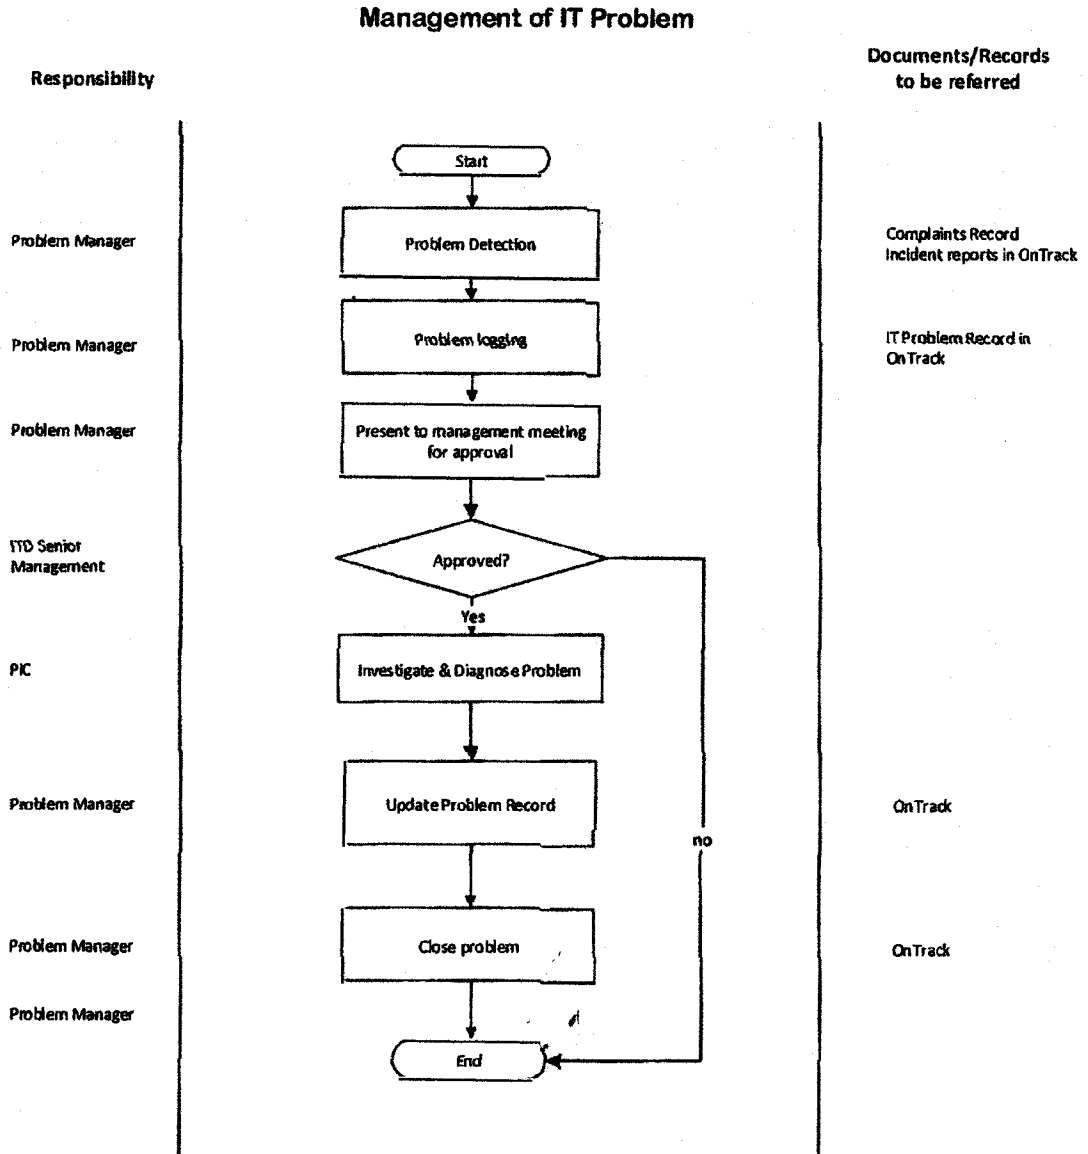 Management of IT Problem
Responsibility
Documents/Records
to be referred
Start
Problem Manager
Problem Detection
Complaints Record
Incident reports in OnTrack
Problem Manager
Problem logging
IT Problem Record in
OnTrack
Problem Manager
Present to management meeting
for approval
ITD Senior
Management
Approved?
Yes
PIC
Investigate & Diagnose Problem
Problem Manager
Update Problem Record
OnTrack
no
Problem Manager
Close problem
OnTrack
Problem Manager
End